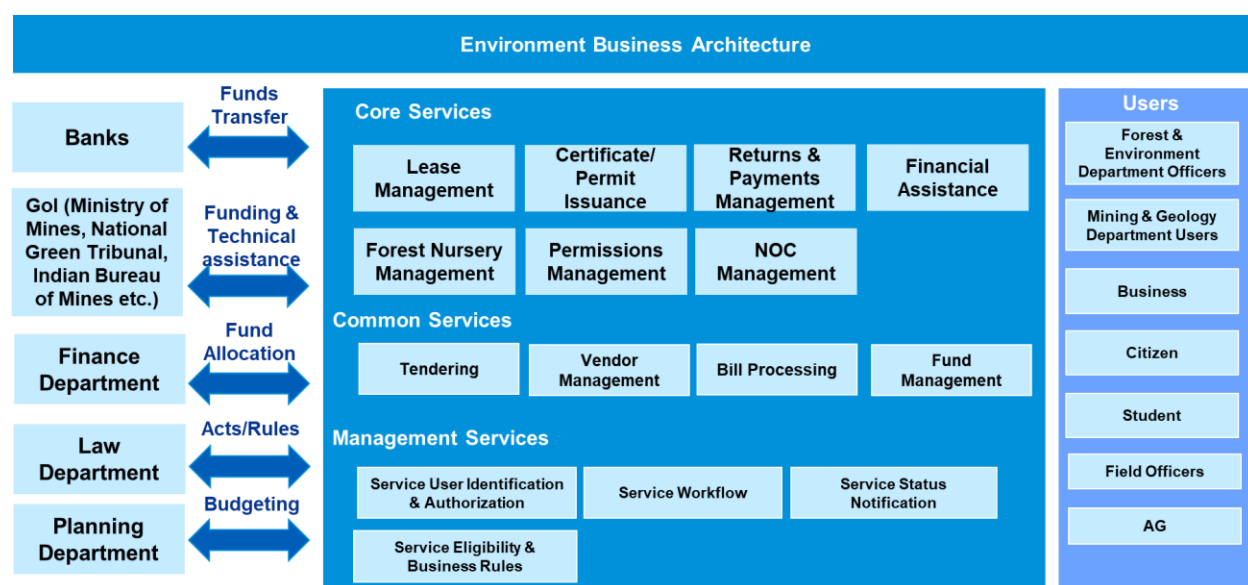 Environment Business Architecture
Banks
Funds
Transfer
GoI (Ministry of
Mines, National
Green Tribunal,
Indian Bureau
of Mines etc.)
Funding &
Technical
assistance
Finance
Department
Fund
Allocation
Law
Department
Acts/Rules
Planning
Department
Budgeting
Core Services
Lease
Management
Certificate/
Permit
Issuance
Returns &
Payments
Management
Financial
Assistance
Forest Nursery
Management
Permissions
Management
NOC
Management
Common Services
Tendering
Vendor
Management
Bill Processing
Fund
Management
Management Services
Service User Identification
& Authorization
Service Workflow
Service Status
Notification
Service Eligibility &
Business Rules
Users
Forest &
Environment
Department Officers
Mining & Geology
Department Users
Business
Citizen
Student
Field Officers
AG